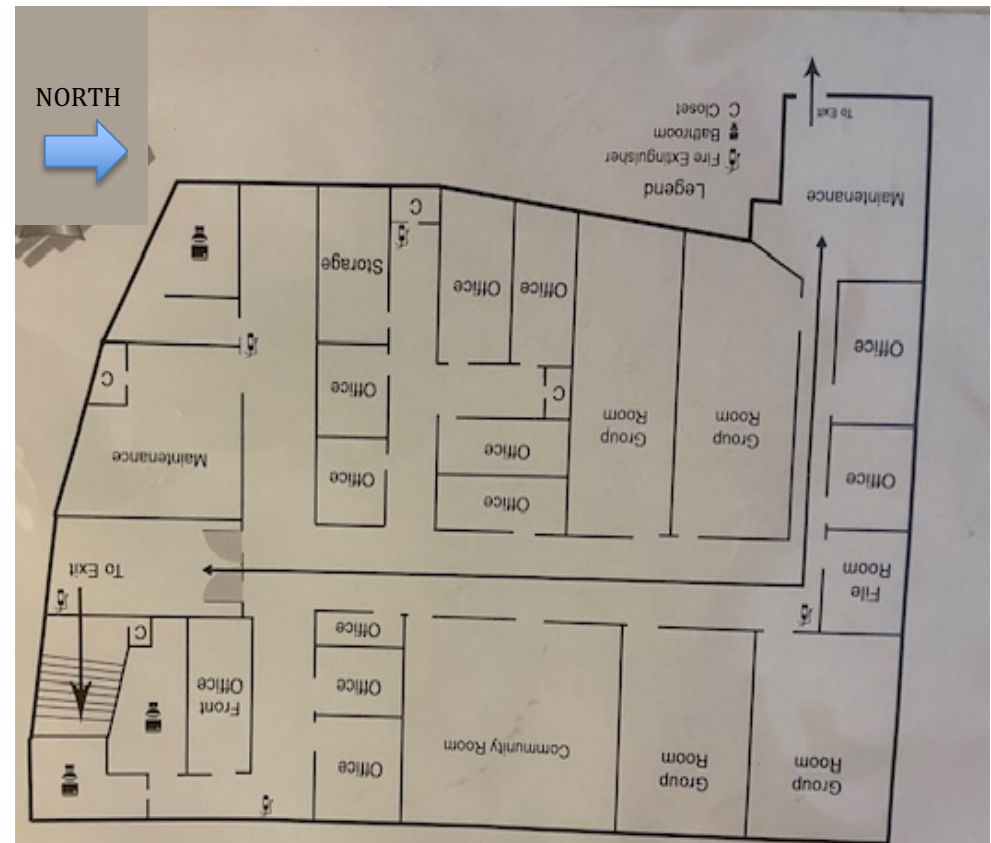 NORTH
Group
Room
Group
Room
Community Room
Office
Office
Front
Office
Office
C
File
Room
To Exit
Office
Office
Office
Office
Maintenance
Group
Room
Group
Room
C
Office
C
Office
Office
Office
Storage
C
Maintenance
Legend
Fire Extinguisher
Bathroom
C Closet
To Exit